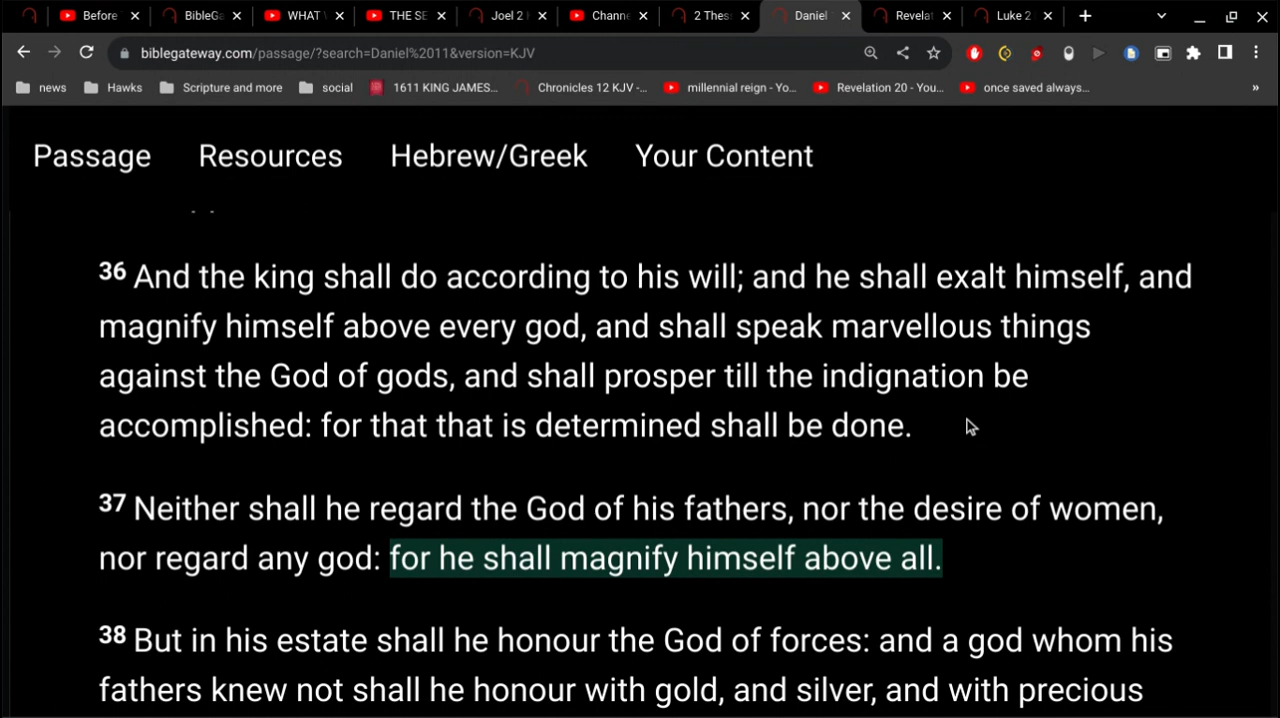 Before
BibleGa
WHAT
THE SE
Joel 2
Channe
2 Thess
Daniel
Revelat
Luke 2
biblegateway.com/passage/?search=Daniel%2011&version=KJV
news Hawks Scripture and more social 1611 KING JAMES... Chronicles 12 KJV -... millennial reign - Yo... Revelation 20 - You... once saved always... »
Passage Resources Hebrew/Greek Your Content
36 And the king shall do according to his will; and he shall exalt himself, and
magnify himself above every god, and shall speak marvellous things
against the God of gods, and shall prosper till the indignation be
accomplished: for that that is determined shall be done.
37 Neither shall he regard the God of his fathers, nor the desire of women,
nor regard any god: for he shall magnify himself above all.
38 But in his estate shall he honour the God of forces: and a god whom his
fathers knew not shall he honour with gold, and silver, and with precious